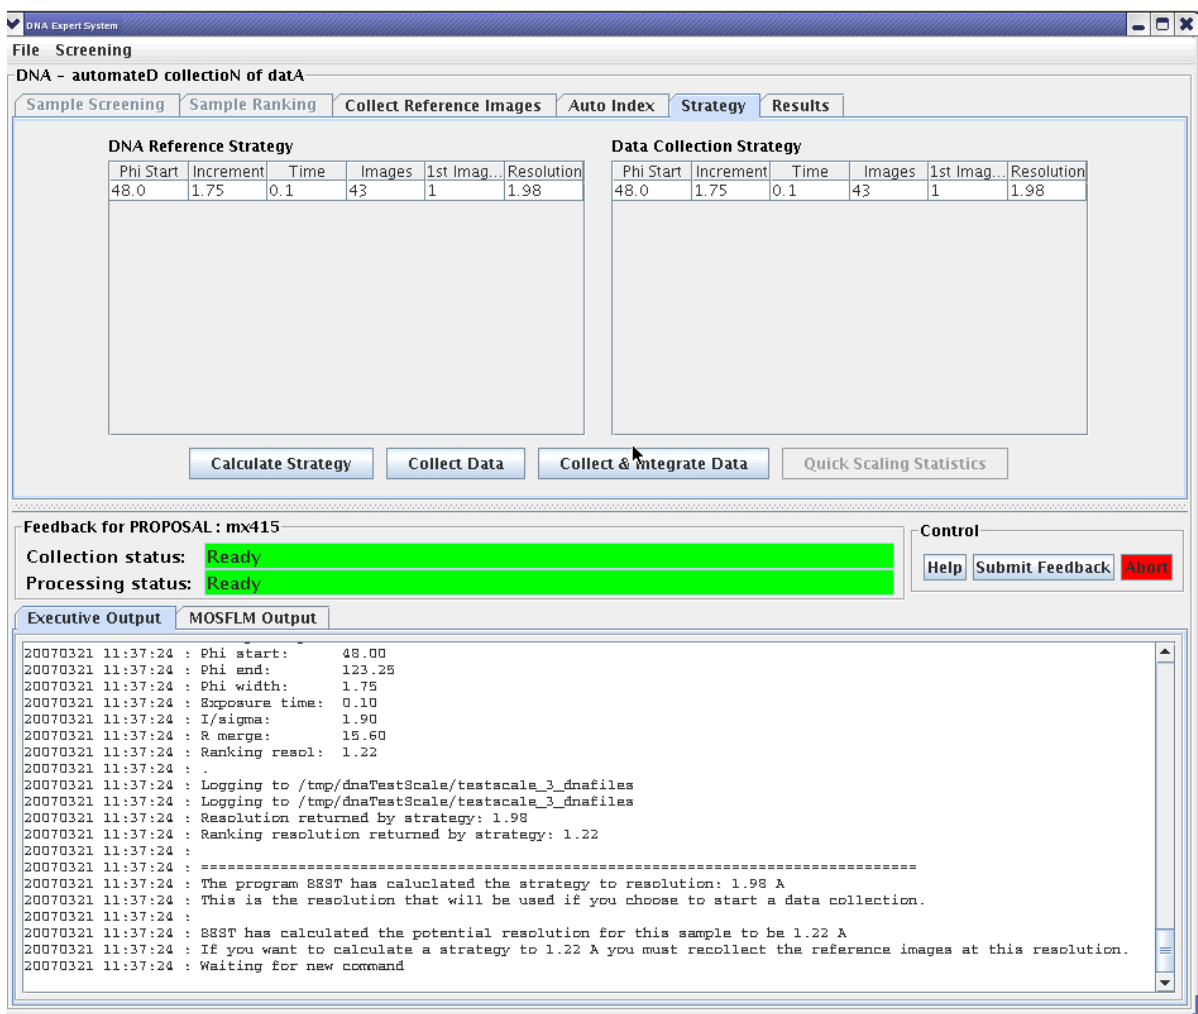 DNA Expert System
File Screening
DNA - automateD collectioN of datA
Sample Screening Sample Ranking Collect Reference Images Auto Index Strategy Results
DNA Reference Strategy Data Collection Strategy
Phi Start Increment Time Images 1st Imag... Resolution Phi Start Increment Time Images 1st Imag... Resolution
48.0 1.75 0.1 43 1 1.98 48.0 1.75 0.1 43 1 1.98
Calculate Strategy Collect Data Collect & Integrate Data Quick Scaling Statistics
Feedback for PROPOSAL : mx415 Control
Collection status: Ready
Help Submit Feedback Abort
Processing status: Ready
Executive Output MOSFLM Output
20070321 11:37:24 : Phi start: 48.00
20070321 11:37:24 : Phi end: 123.25
20070321 11:37:24 : Phi width: 1.75
20070321 11:37:24 : Exposure time: 0.10
20070321 11:37:24 : I/sigma: 1.90
20070321 11:37:24 : R merge: 15.60
20070321 11:37:24 : Ranking resol: 1.22
20070321 11:37:24 : .
20070321 11:37:24 : Logging to /tmp/dnaTestScale/testscale_3_dnafiles
20070321 11:37:24 : Logging to /tmp/dnaTestScale/testscale_3_dnafiles
20070321 11:37:24 : Resolution returned by strategy: 1.98
20070321 11:37:24 : Ranking resolution returned by strategy: 1.22
20070321 11:37:24 :
20070321 11:37:24 : ================================================================================
20070321 11:37:24 : The program BEST has caluclated the strategy to resolution: 1.98 A
20070321 11:37:24 : This is the resolution that will be used if you choose to start a data collection.
20070321 11:37:24 :
20070321 11:37:24 : BEST has calculated the potential resolution for this sample to be 1.22 A
20070321 11:37:24 : If you want to calculate a strategy to 1.22 A you must recollect the reference images at this resolution.
20070321 11:37:24 : Waiting for new command